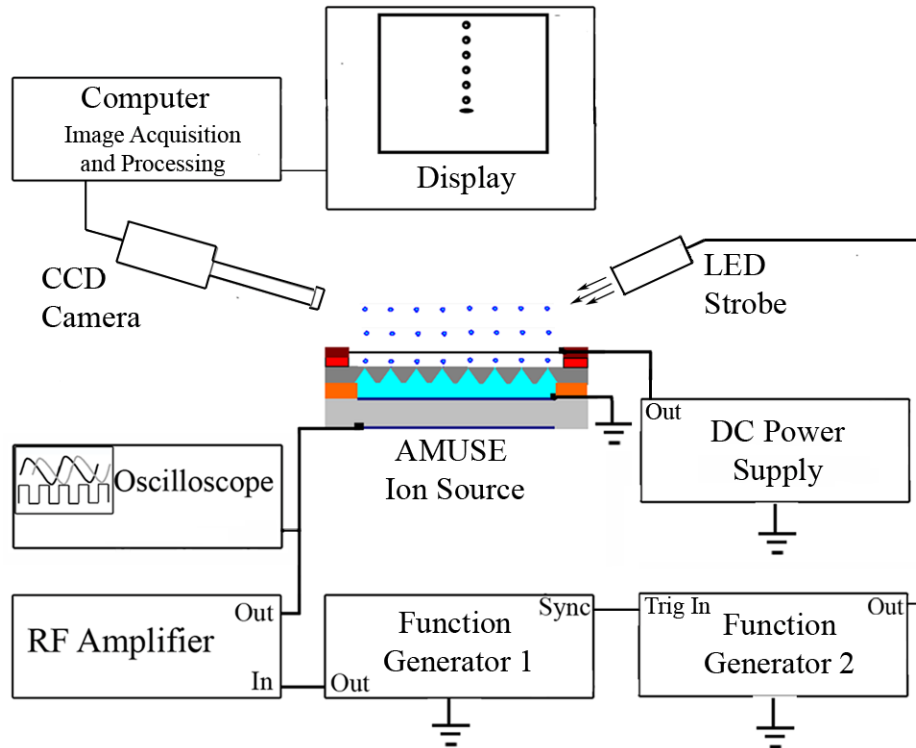 Computer
Image Acquisition
and Processing
Display
CCD
Camera
LED
Strobe
AMUSE
Ion Source
Out
DC Power
Supply
Oscilloscope
Out
RF Amplifier
In
Sync
Function
Generator 1
Out
Trig In
Out
Function
Generator 2